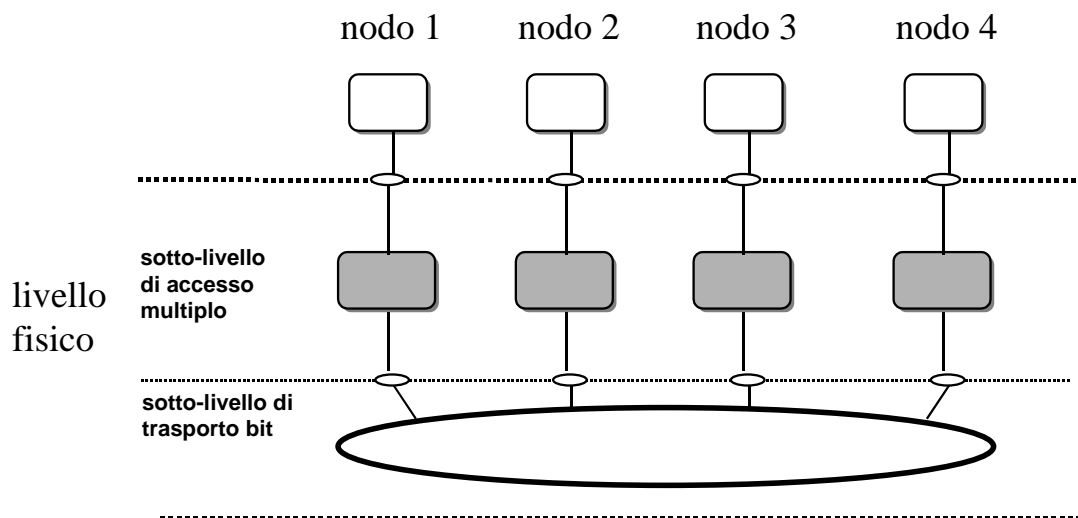 nodo 1 nodo 2 nodo 3 nodo 4
sotto-livello
di accesso
multiplo
livello
fisico
sotto-livello di
trasporto bit